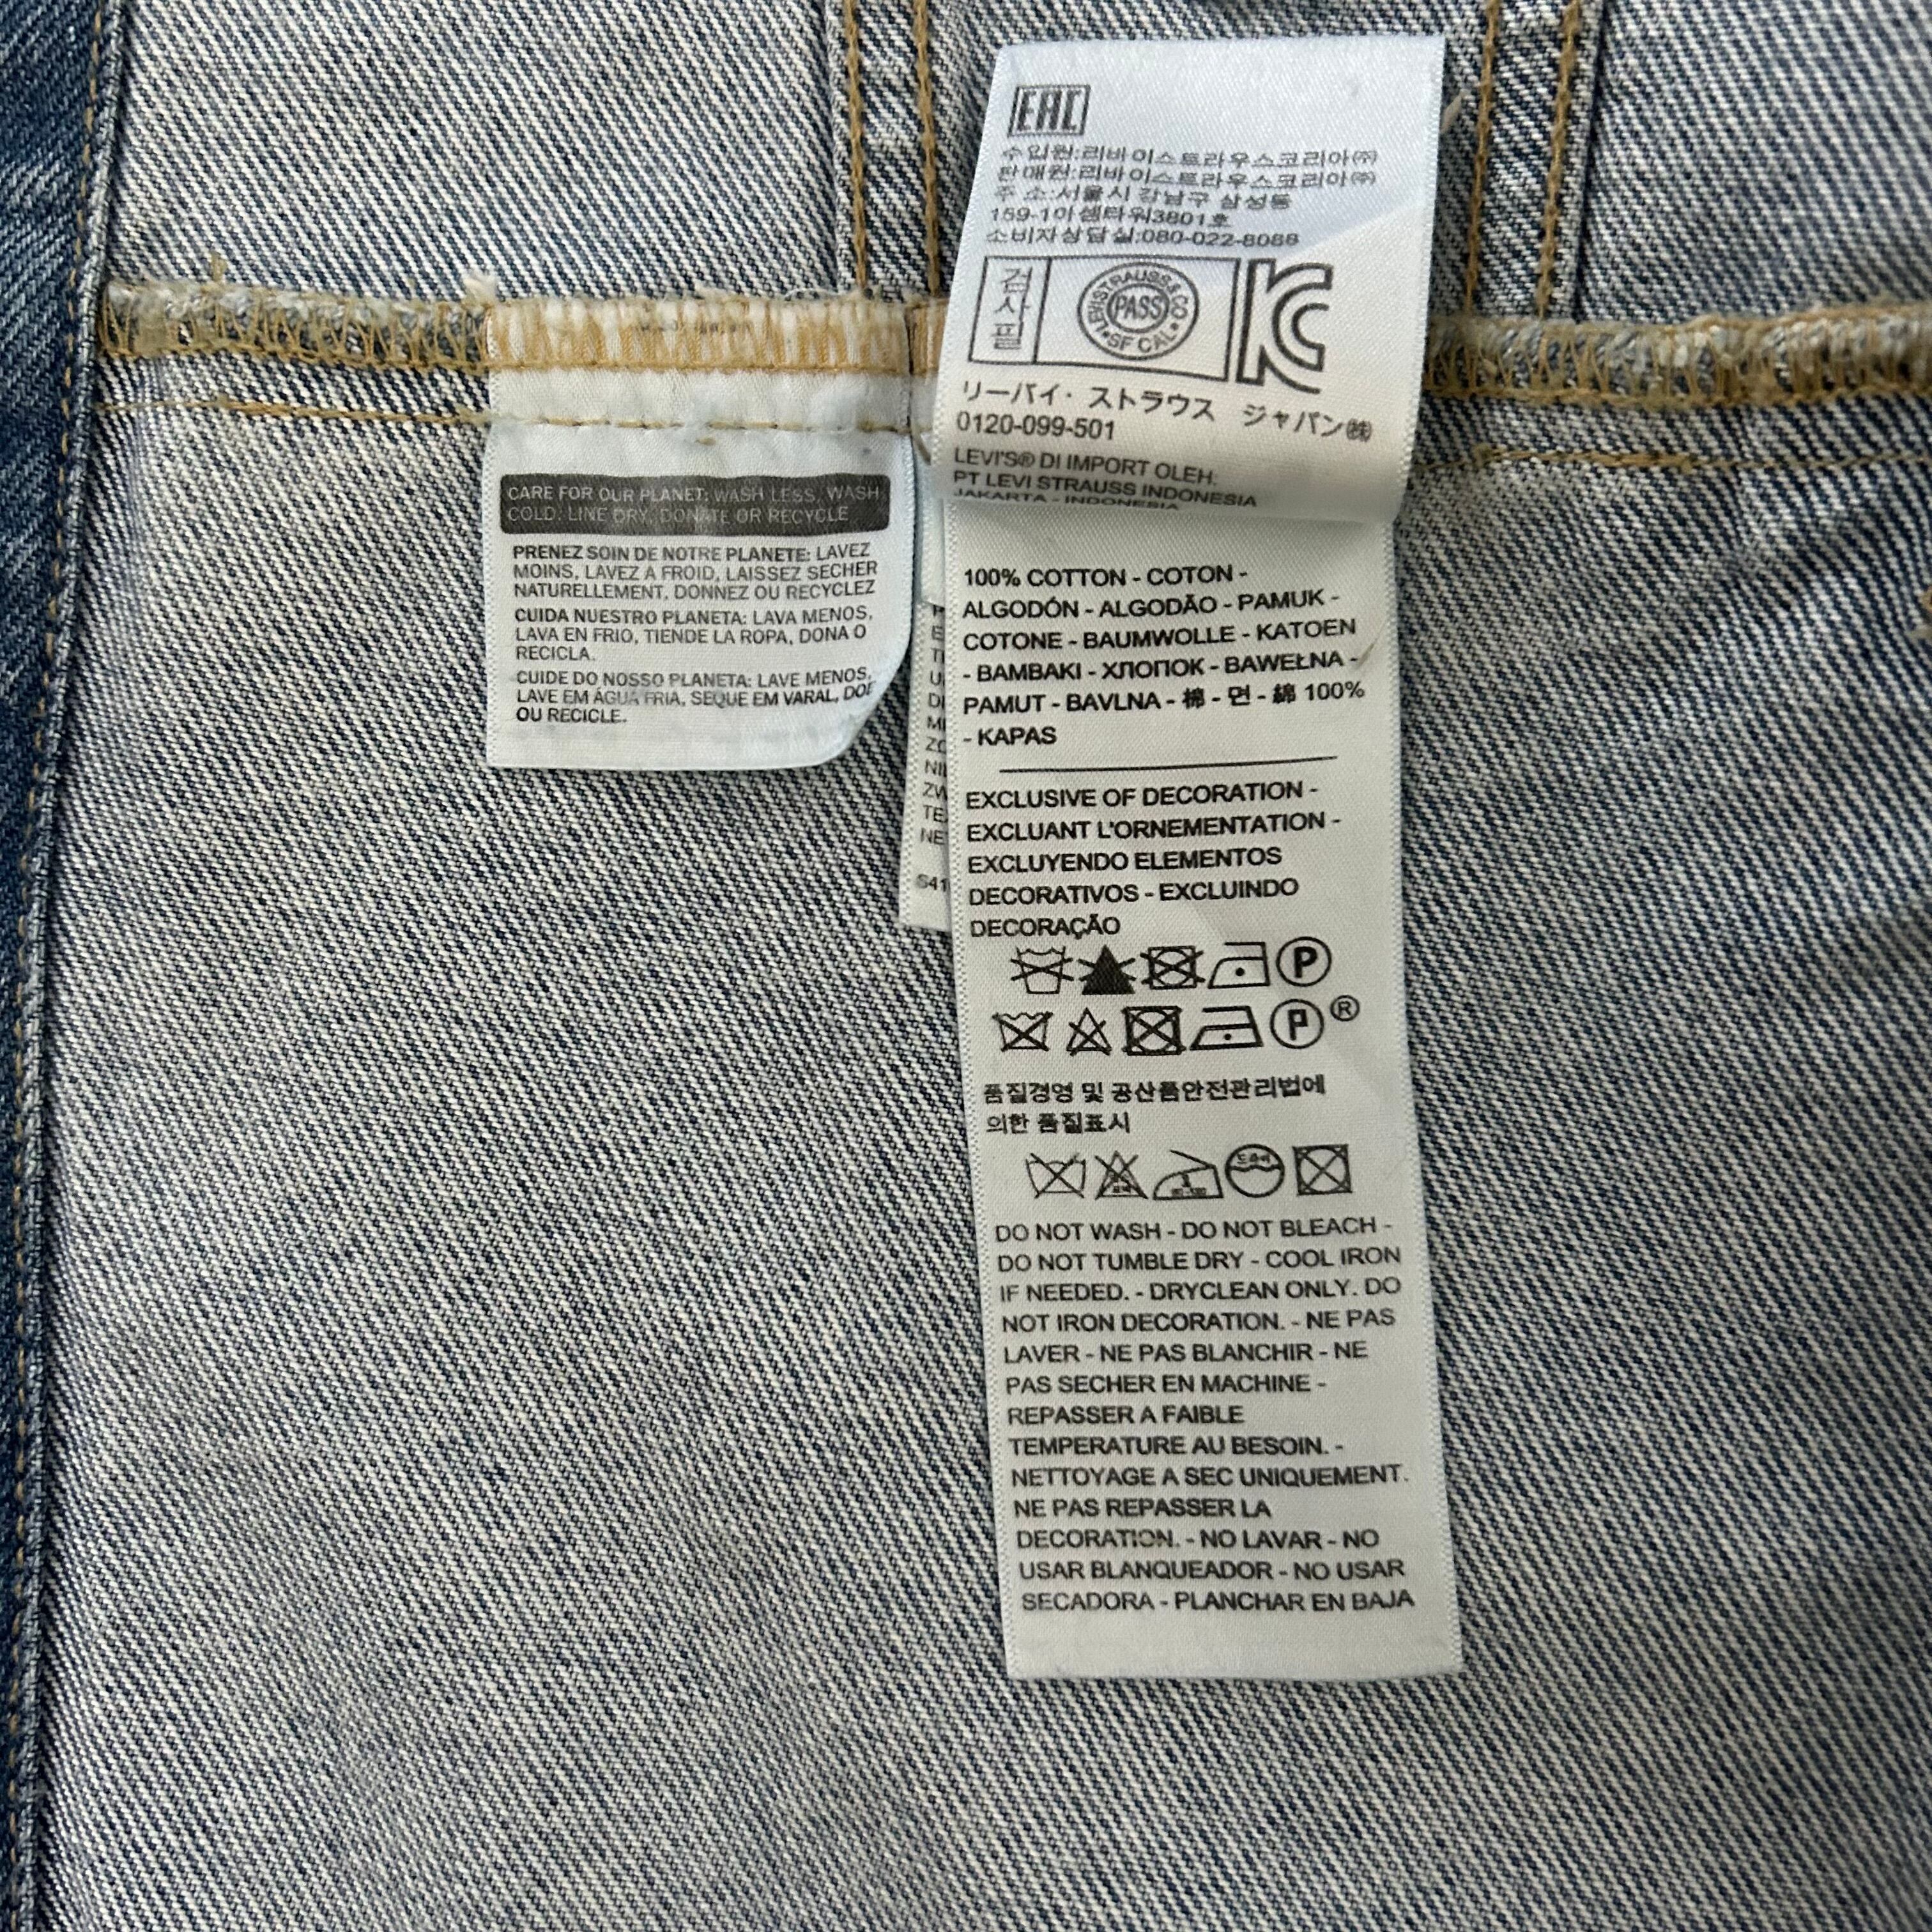 CARE FOR OUR PLANET: WASH LESS, WASH
COLD, LINE DRY, DONATE OR RECYCLE
PRENEZ SOIN DE NOTRE PLANETE: LAVEZ
MOINS, LAVEZ A FROID, LAISSEZ SECHER
NATURELLEMENT, DONNEZ OU RECYCLEZ
CUIDA NUESTRO PLANETA: LAVA MENOS,
LAVA EN FRIO, TIENDE LA ROPA, DONA O
RECICLA.
CUIDE DO NOSSO PLANETA: LAVE MENOS,
LAVE EM ÁGUA FRIA, SEQUE EM VARAL, DOE
OU RECICLE.
EAC
수입원:리바이스트라우스코리아㈜
판매원:리바이스트라우스코리아㈜
주 소:서울시 강남구 삼성동
159-1아셈타워3801호
소비자상담실:080-022-8088
검사필
LEVI STRAUSS & CO
PASS
SF CAL
KC
リーバイ・ストラウス ジャパン㈱
0120-099-501
LEVI'S® DI IMPORT OLEH:
PT LEVI STRAUSS INDONESIA
JAKARTA - INDONESIA
100% COTTON - COTON -
ALGODÓN - ALGODÃO - PAMUK -
COTONE - BAUMWOLLE - KATOEN
- BAMBAKI - ХЛОПОК - BAWEŁNA -
PAMUT - BAVLNA - 棉 - 면 - 綿 100%
- KAPAS
EXCLUSIVE OF DECORATION -
EXCLUANT L'ORNEMENTATION -
EXCLUYENDO ELEMENTOS
DECORATIVOS - EXCLUINDO
DECORAÇÃO
P
P ®
품질경영 및 공산품안전관리법에
의한 품질표시
DO NOT WASH - DO NOT BLEACH -
DO NOT TUMBLE DRY - COOL IRON
IF NEEDED. - DRYCLEAN ONLY. DO
NOT IRON DECORATION. - NE PAS
LAVER - NE PAS BLANCHIR - NE
PAS SECHER EN MACHINE -
REPASSER A FAIBLE
TEMPERATURE AU BESOIN. -
NETTOYAGE A SEC UNIQUEMENT.
NE PAS REPASSER LA
DECORATION. - NO LAVAR - NO
USAR BLANQUEADOR - NO USAR
SECADORA - PLANCHAR EN BAJA